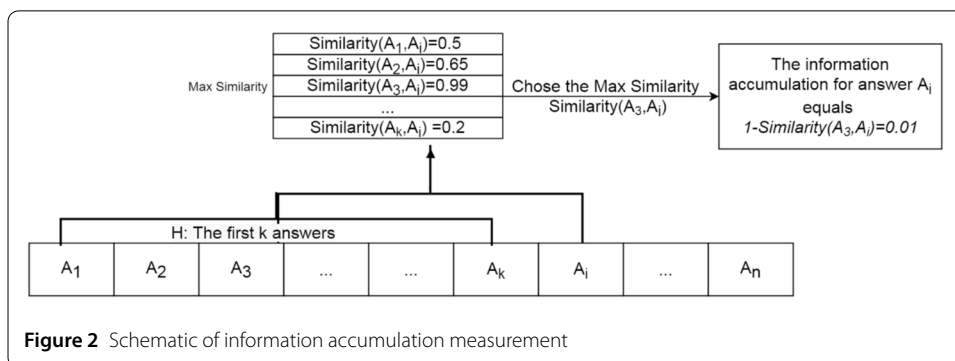 Similarity(A₁,Aᵢ)=0.5
Similarity(A₂,Aᵢ)=0.65
Max Similarity
Similarity(A₃,Aᵢ)=0.99
...
Similarity(Aₖ,Aᵢ) =0.2
Chose the Max Similarity
Similarity(A₃,Aᵢ)
The information
accumulation for answer Aᵢ
equals
1-Similarity(A₃,Aᵢ)=0.01
H: The first k answers
A₁ A₂ A₃ ... ... Aₖ Aᵢ ... Aₙ
Figure 2 Schematic of information accumulation measurement